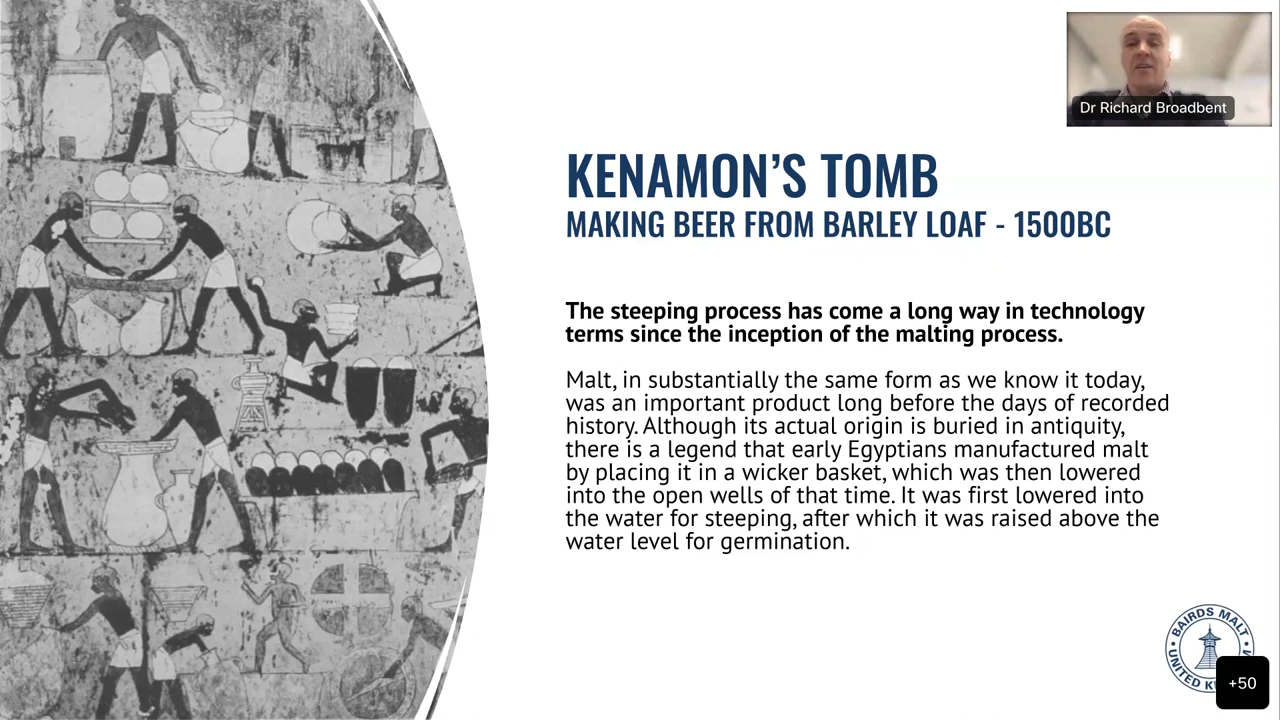 Dr Richard Broadbent
KENAMON’S TOMB
MAKING BEER FROM BARLEY LOAF - 1500BC
The steeping process has come a long way in technology
terms since the inception of the malting process.
Malt, in substantially the same form as we know it today,
was an important product long before the days of recorded
history. Although its actual origin is buried in antiquity,
there is a legend that early Egyptians manufactured malt
by placing it in a wicker basket, which was then lowered
into the open wells of that time. It was first lowered into
the water for steeping, after which it was raised above the
water level for germination.
BAIRDS MALT
UNITED K
+50